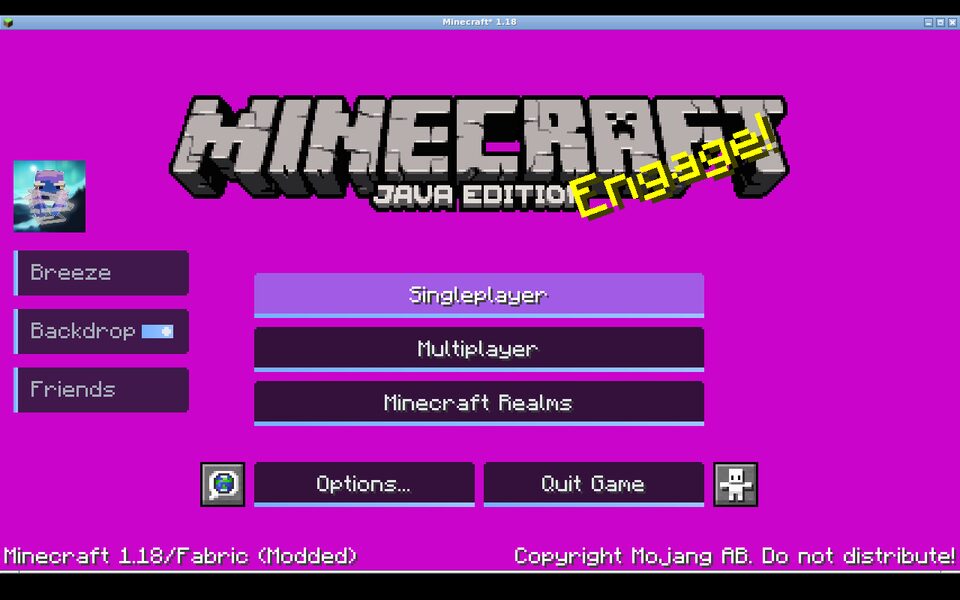 Minecraft* 1.18
MINECRAFT
JAVA EDITION
Engage!
Breeze
Backdrop
Friends
Singleplayer
Multiplayer
Minecraft Realms
Options...
Quit Game
Minecraft 1.18/Fabric (Modded)
Copyright Mojang AB. Do not distribute!